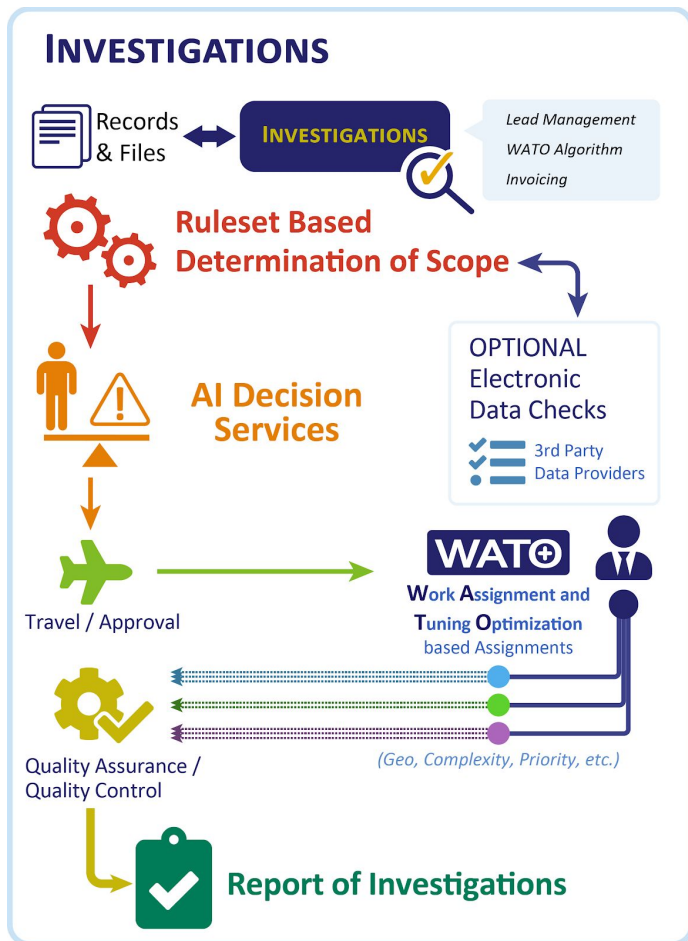 INVESTIGATIONS
Records
& Files
INVESTIGATIONS
Lead Management
WATO Algorithm
Invoicing
Ruleset Based
Determination of Scope
OPTIONAL
Electronic
Data Checks
3rd Party
Data Providers
AI Decision
Services
WATO
Work Assignment and
Tuning Optimization
based Assignments
Travel / Approval
(Geo, Complexity, Priority, etc.)
Quality Assurance /
Quality Control
Report of Investigations